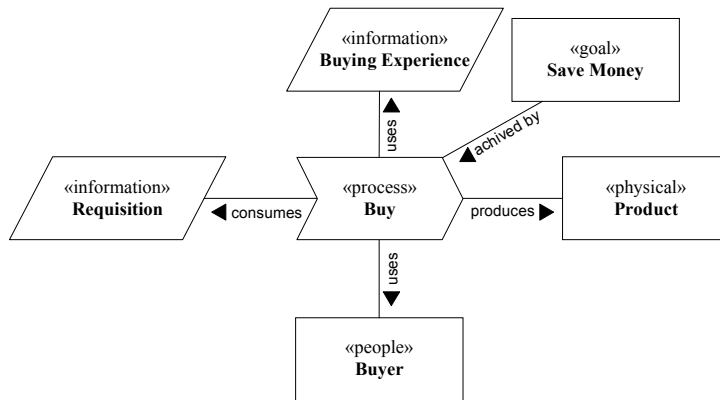 «information»
Buying Experience
«goal»
Save Money
uses
achived by
«information»
Requisition
consumes
«process»
Buy
produces
«physical»
Product
uses
«people»
Buyer